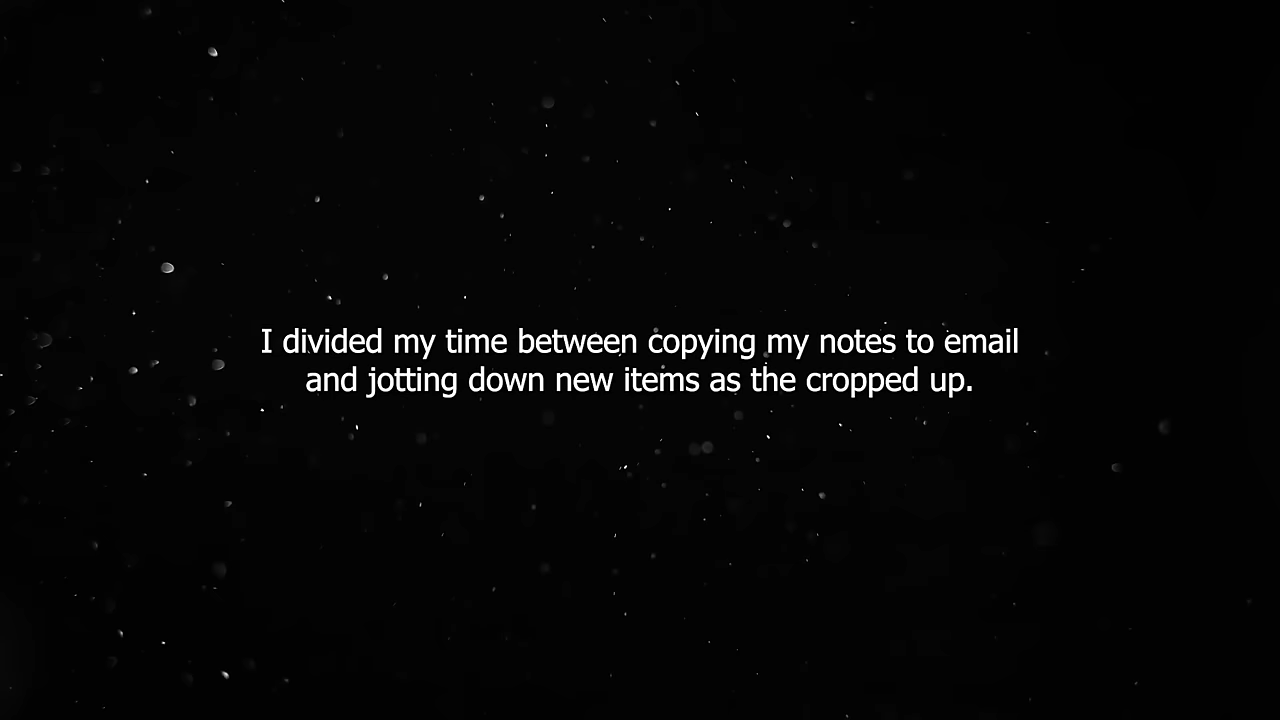 I divided my time between copying my notes to email
and jotting down new items as the cropped up.